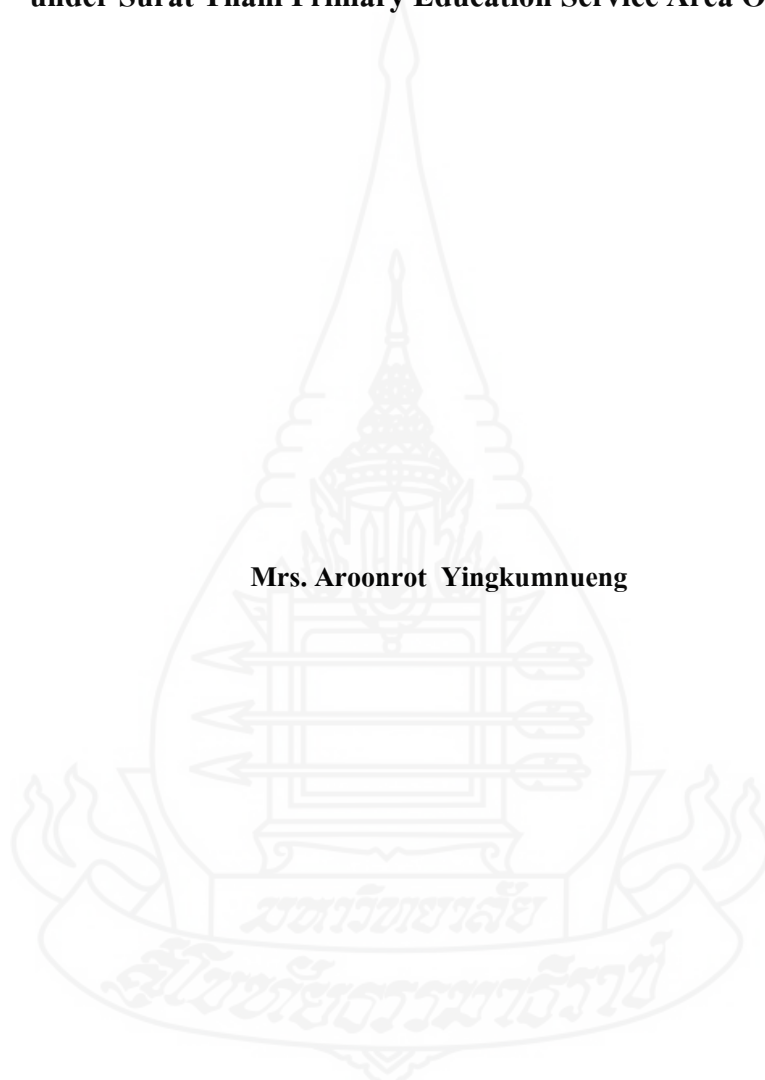 under Surat Thani Primary Education Service Area O
Mrs. Aroonrot Yingkumnueng
มหาวิทยาลัย
สุโขทัยธรรมาธิราช